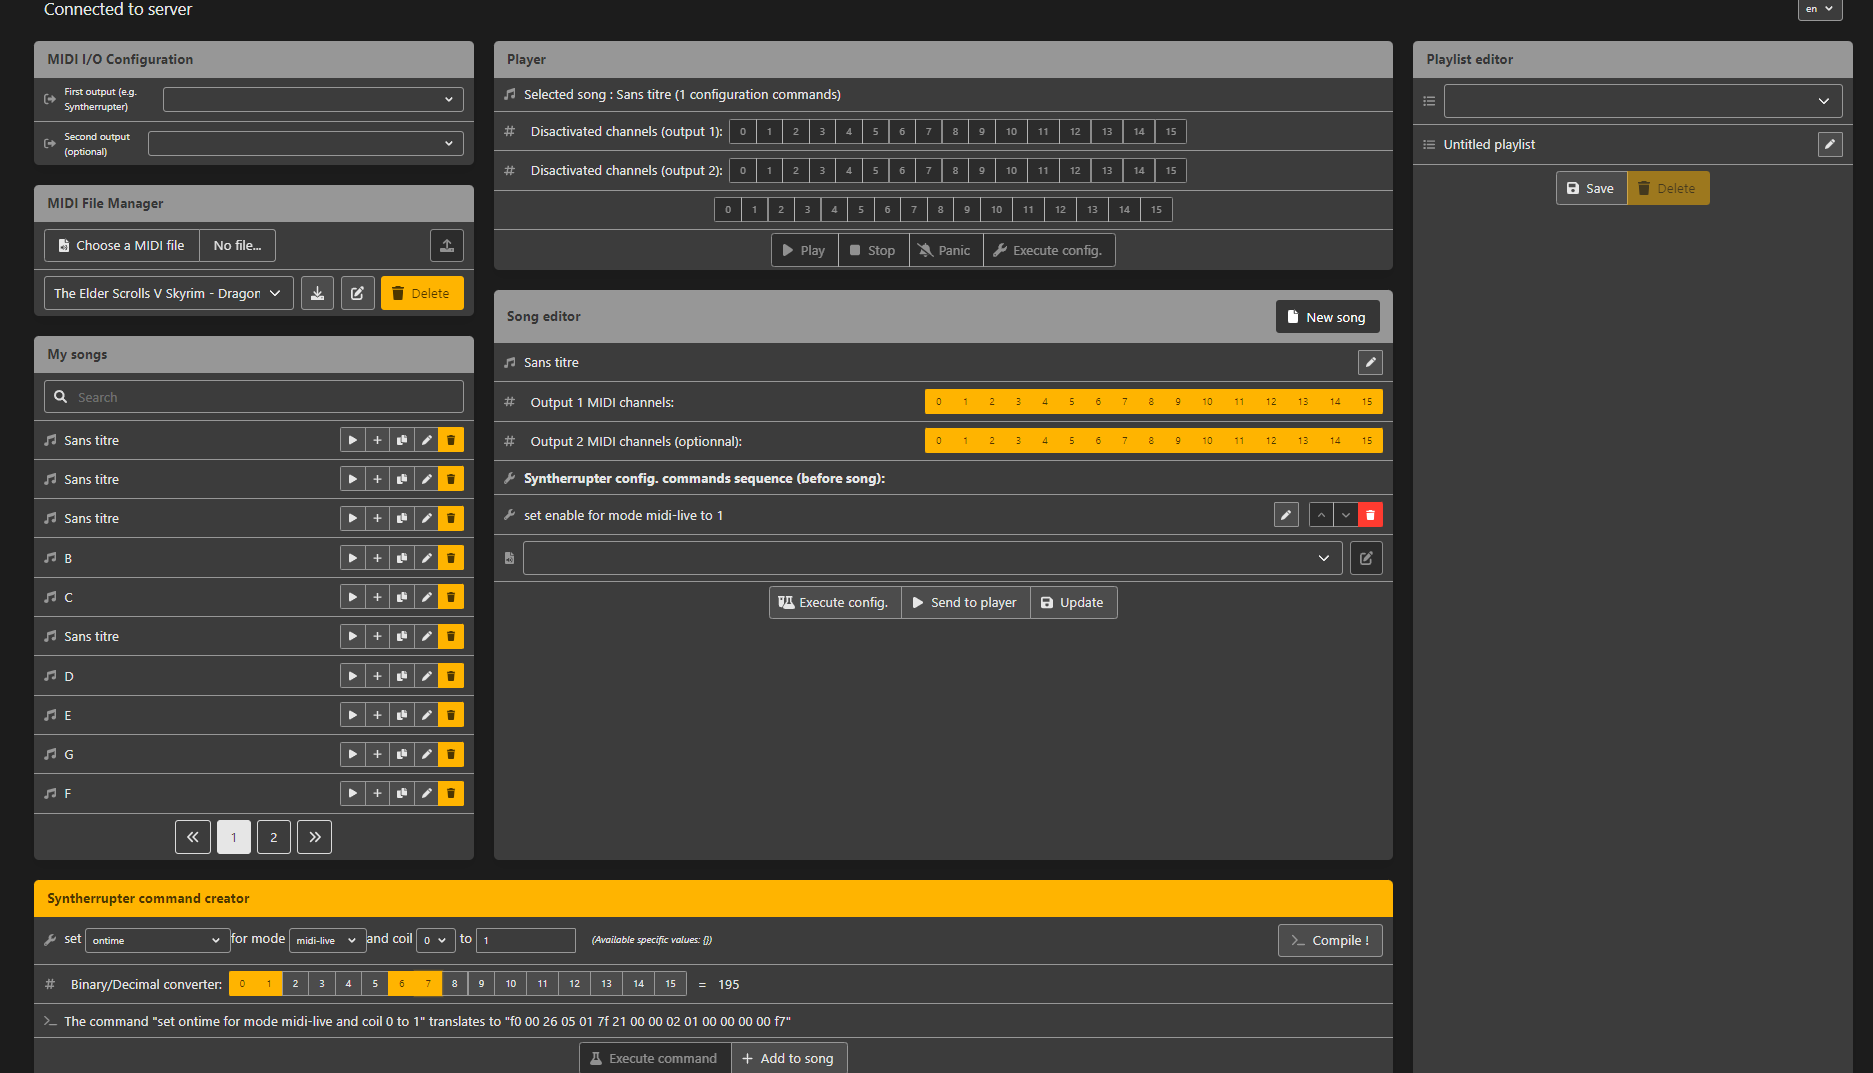 Connected to server
en
MIDI I/O Configuration
First output (e.g.
Syntherrupter)
Second output
(optional)
MIDI File Manager
Choose a MIDI file
No file...
The Elder Scrolls V Skyrim - Dragon
Delete
My songs
Search
Sans titre
Sans titre
Sans titre
B
C
Sans titre
D
E
G
F
1
2
Player
Selected song : Sans titre (1 configuration commands)
Disactivated channels (output 1): 0 1 2 3 4 5 6 7 8 9 10 11 12 13 14 15
Disactivated channels (output 2): 0 1 2 3 4 5 6 7 8 9 10 11 12 13 14 15
0 1 2 3 4 5 6 7 8 9 10 11 12 13 14 15
Play Stop Panic Execute config.
Song editor
New song
Sans titre
Output 1 MIDI channels: 0 1 2 3 4 5 6 7 8 9 10 11 12 13 14 15
Output 2 MIDI channels (optionnal): 0 1 2 3 4 5 6 7 8 9 10 11 12 13 14 15
Syntherrupter config. commands sequence (before song):
set enable for mode midi-live to 1
Execute config. Send to player Update
Playlist editor
Untitled playlist
Save Delete
Syntherrupter command creator
set ontime for mode midi-live and coil 0 to 1 (Available specific values: {})
Compile !
Binary/Decimal converter: 0 1 2 3 4 5 6 7 8 9 10 11 12 13 14 15 = 195
The command "set ontime for mode midi-live and coil 0 to 1" translates to "f0 00 26 05 01 7f 21 00 00 02 01 00 00 00 00 f7"
Execute command Add to song